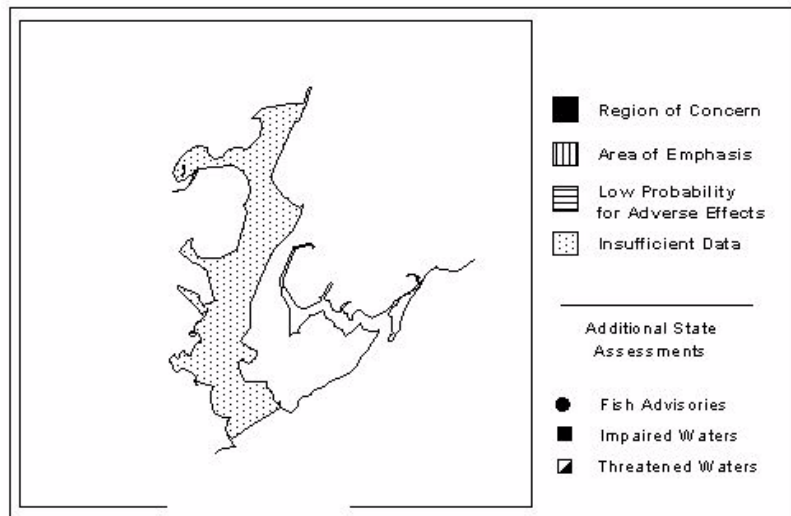 Region of Concern
Area of Emphasis
Low Probability
for Adverse Effects
Insufficient Data
Additional State
Assessments
Fish Advisories
Impaired Waters
Threatened Waters